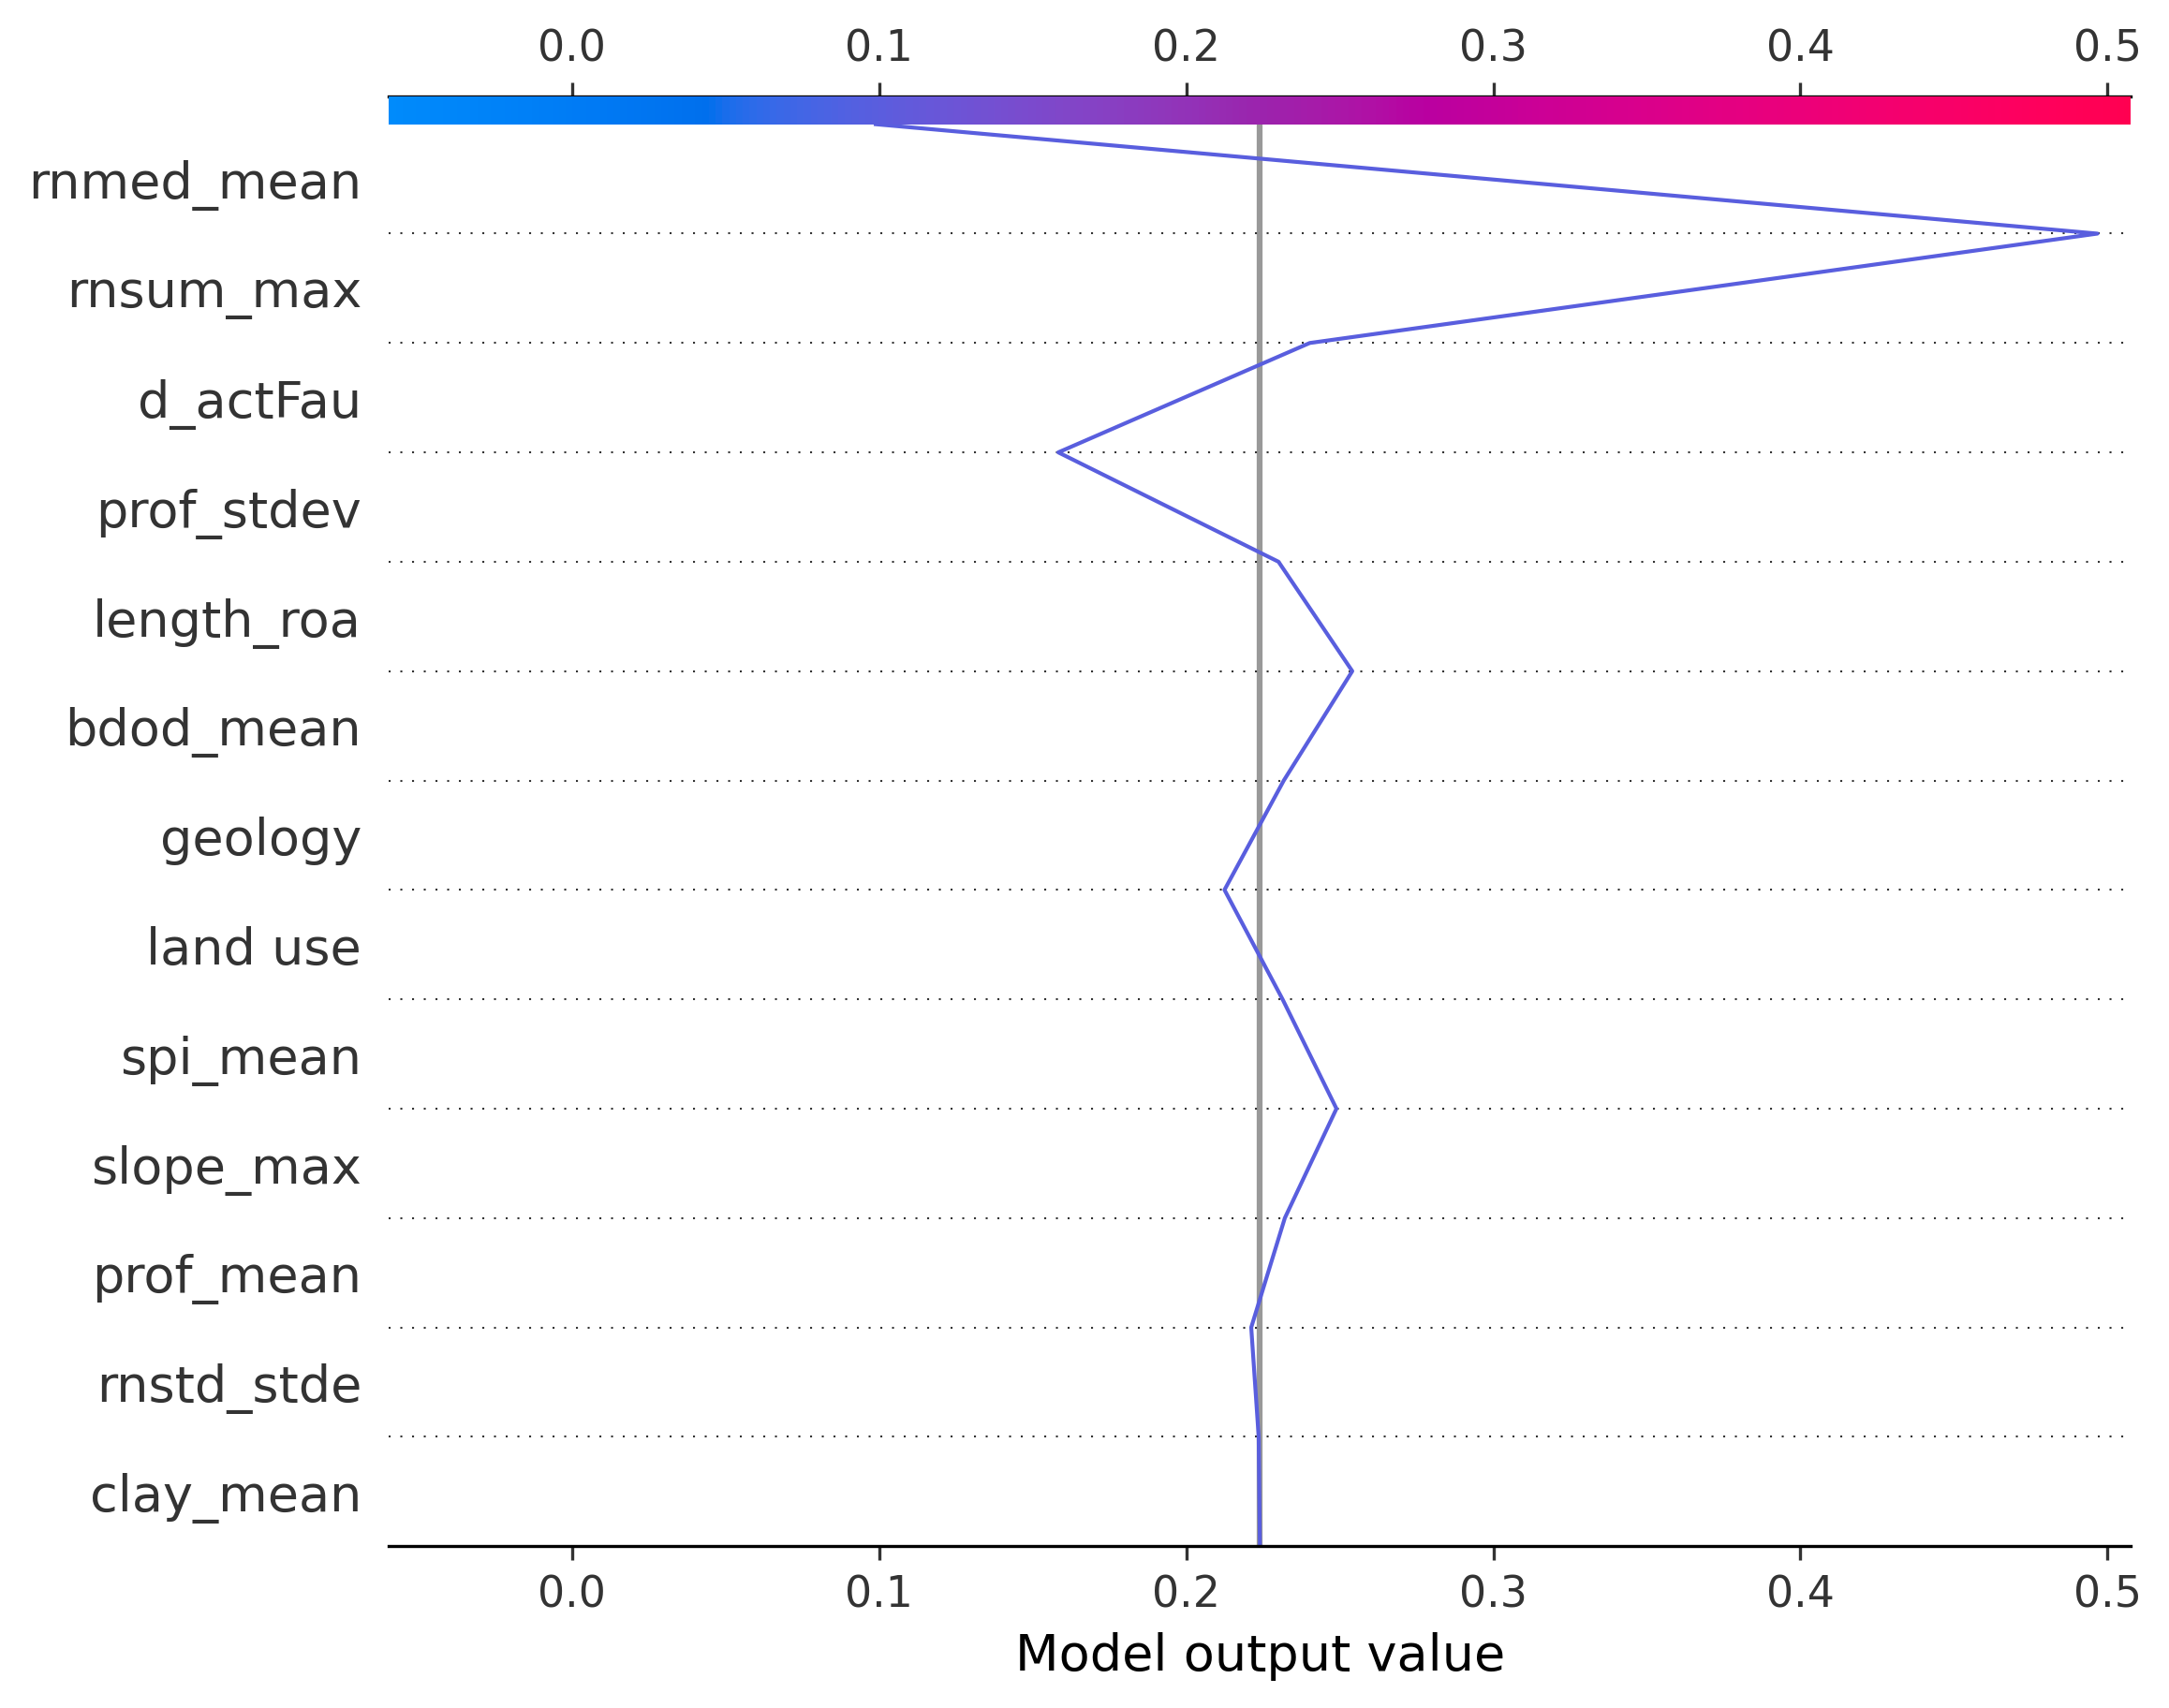 0.0 0.1 0.2 0.3 0.4 0.5
rnmed_mean
rnsum_max
d_actFau
prof_stdev
length_roa
bdod_mean
geology
land use
spi_mean
slope_max
prof_mean
rnstd_stde
clay_mean
0.0 0.1 0.2 0.3 0.4 0.5
Model output value